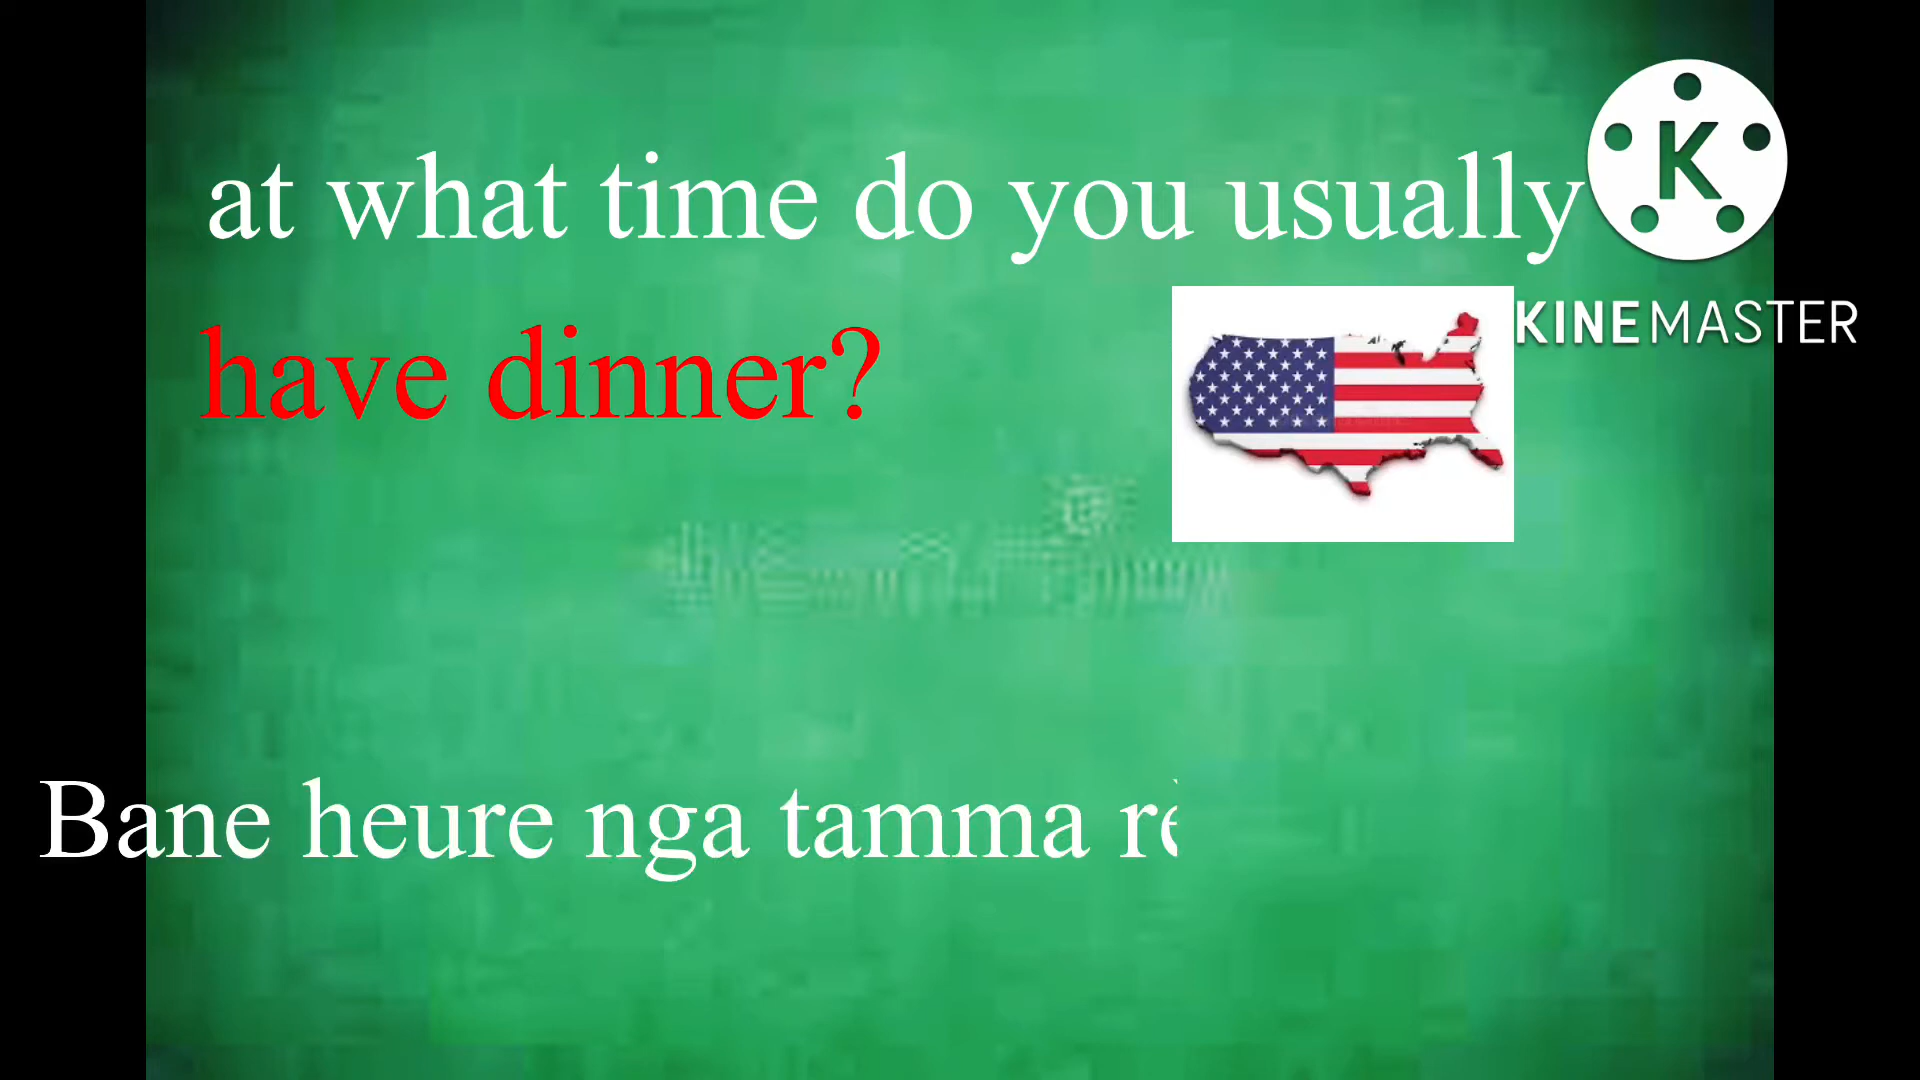 at what time do you usually
have dinner?
K
KINEMASTER
Bane heure nga tamma